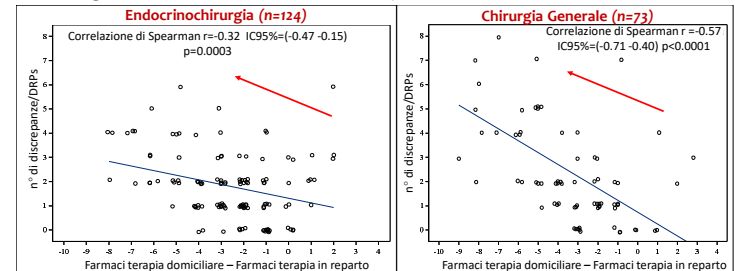 Endocrinochirurgia (n=124)
Correlazione di Spearman r=-0.32 IC95%=(-0.47 -0.15)
p=0.0003
n° di discrepanze/DRPs
8
7
6
5
4
3
2
1
0
-10 -9 -8 -7 -6 -5 -4 -3 -2 -1 0 1 2 3 4
Farmaci terapia domiciliare – Farmaci terapia in reparto
Chirurgia Generale (n=73)
Correlazione di Spearman r =-0.57
IC95%=(-0.71 -0.40) p<0.0001
n° di discrepanze/DRPs
8
7
6
5
4
3
2
1
0
-10 -9 -8 -7 -6 -5 -4 -3 -2 -1 0 1 2 3 4
Farmaci terapia domiciliare – Farmaci terapia in reparto